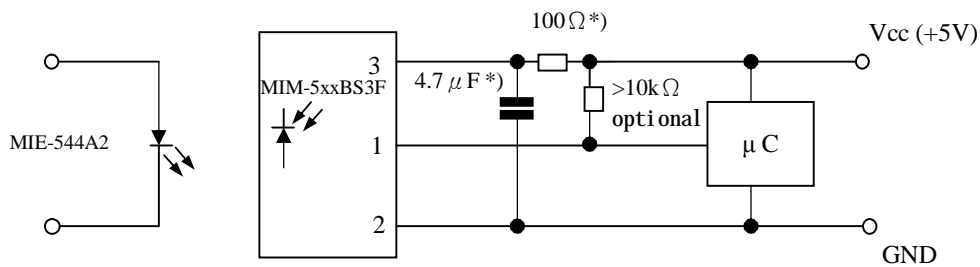 100Ω*)
Vcc (+5V)
3
4.7μF*)
>10kΩ
optional
MIM-5xxBS3F
MIE-544A2
1
μC
2
GND